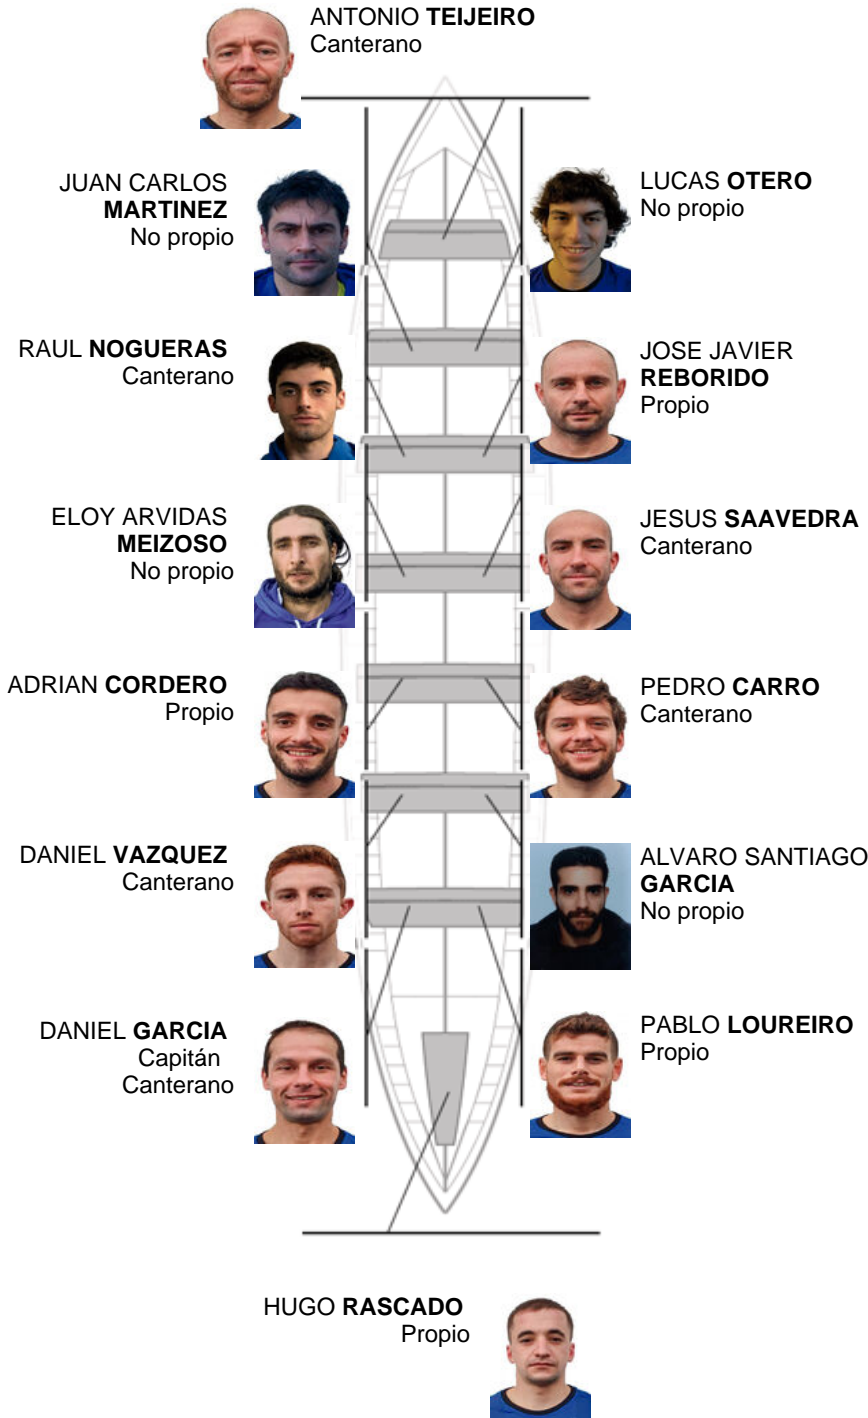 ANTONIO TEIJEIRO
Canterano
JUAN CARLOS
MARTINEZ
No propio
LUCAS OTERO
No propio
RAUL NOGUERAS
Canterano
JOSE JAVIER
REBORIDO
Propio
ELOY ARVIDAS
MEIZOSO
No propio
JESUS SAAVEDRA
Canterano
ADRIAN CORDERO
Propio
PEDRO CARRO
Canterano
DANIEL VAZQUEZ
Canterano
ALVARO SANTIAGO
GARCIA
No propio
DANIEL GARCIA
Capitán
Canterano
PABLO LOUREIRO
Propio
HUGO RASCADO
Propio